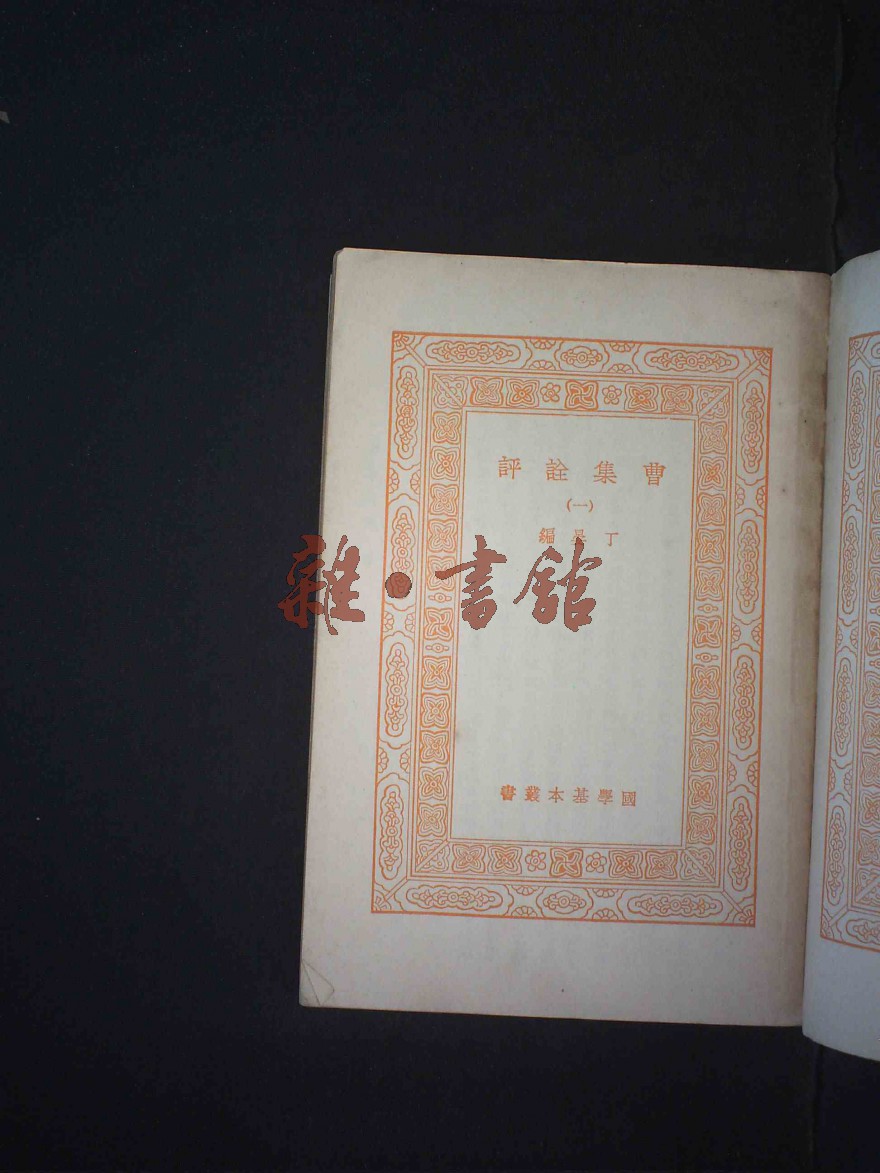 曹集詮評
(一)
丁晏編
雜·書館
國學基本叢書